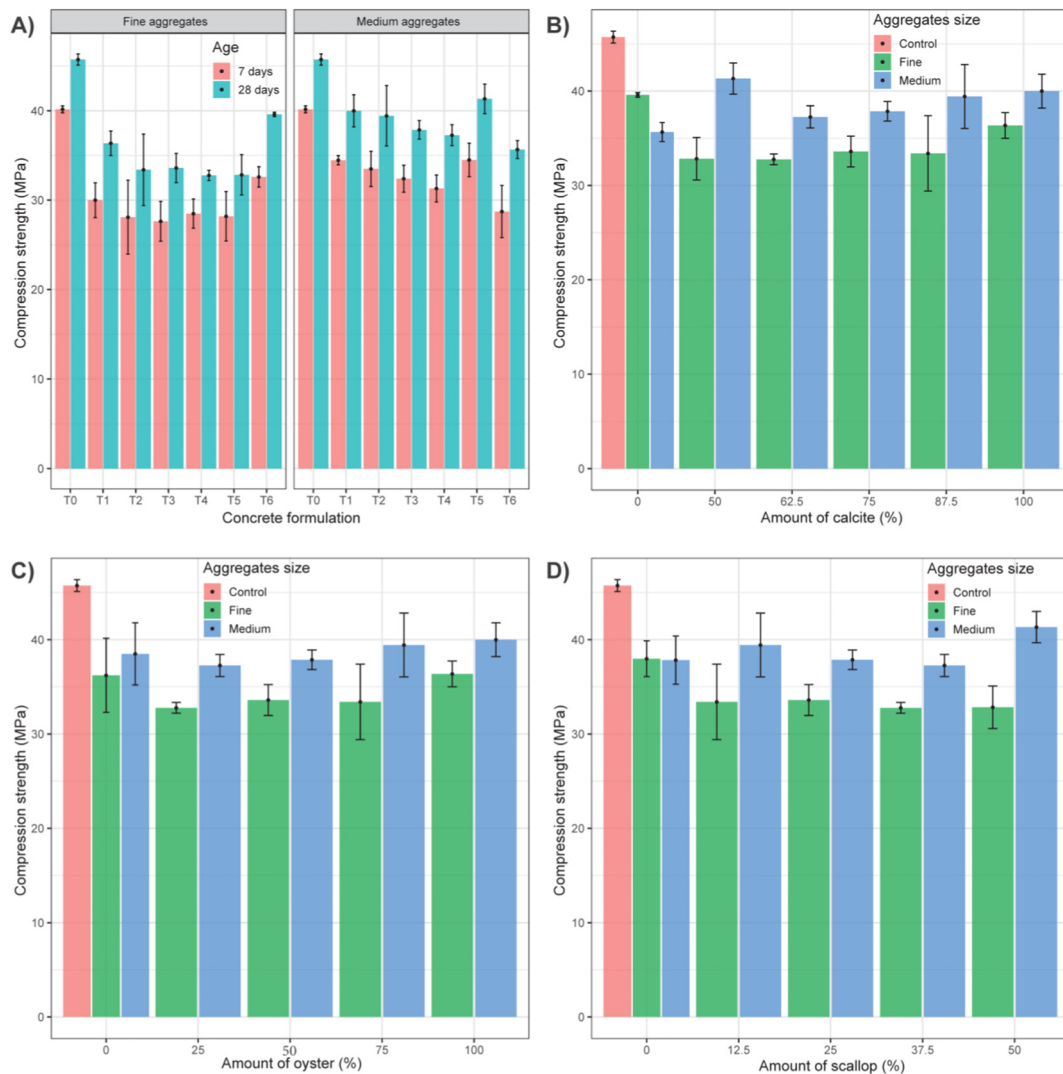 A)
Fine aggregates
Medium aggregates
Age
7 days
28 days
Compression strength (MPa)
40
30
20
10
0
T0 T1 T2 T3 T4 T5 T6
T0 T1 T2 T3 T4 T5 T6
Concrete formulation
B)
Aggregates size
Control
Fine
Medium
Compression strength (MPa)
40
30
20
10
0
0 50 62.5 75 87.5 100
Amount of calcite (%)
C)
Aggregates size
Control
Fine
Medium
Compression strength (MPa)
40
30
20
10
0
0 25 50 75 100
Amount of oyster (%)
D)
Aggregates size
Control
Fine
Medium
Compression strength (MPa)
40
30
20
10
0
0 12.5 25 37.5 50
Amount of scallop (%)